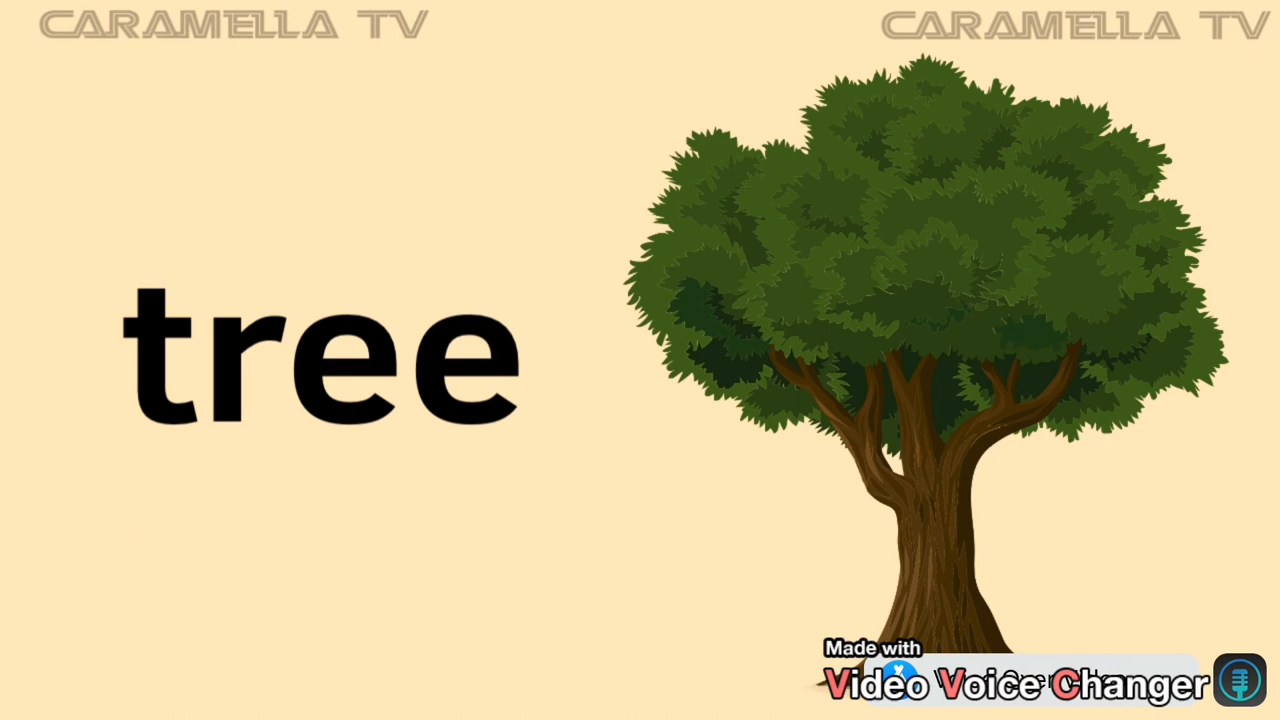 CARAMELLA TV
CARAMELLA TV
tree
Made with
Video Voice Changer